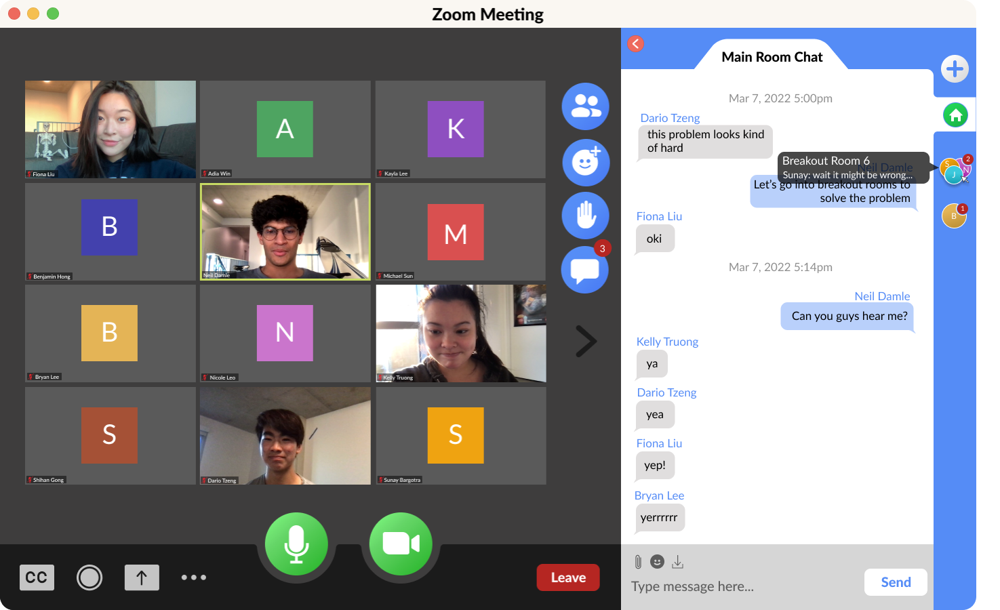 Zoom Meeting
Fiona Liu
A
Adia Win
K
Kayla Lee
B
Benjamin Hong
Neil Damle
M
Michael Sun
B
Bryan Lee
N
Nicole Leo
Kelly Truong
S
Shihan Gong
Dario Tzeng
S
Sunay Bargotra
3
CC
Leave
Main Room Chat
Mar 7, 2022 5:00pm
Dario Tzeng
this problem looks kind
of hard
Neil Damle
Breakout Room 6
Sunay: wait it might be wrong...
Let's go into breakout rooms to
solve the problem
Fiona Liu
oki
Mar 7, 2022 5:14pm
Neil Damle
Can you guys hear me?
Kelly Truong
ya
Dario Tzeng
yea
Fiona Liu
yep!
Bryan Lee
yerrrrrr
Type message here...
Send
S
N
J
2
B
1